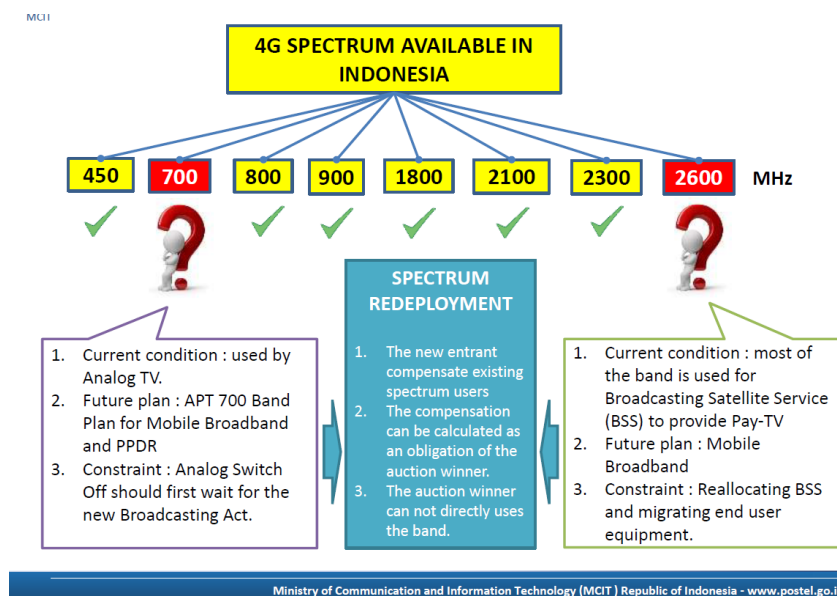 MCIT
4G SPECTRUM AVAILABLE IN
INDONESIA
450 700 800 900 1800 2100 2300 2600 MHz
1. Current condition : used by
Analog TV.
2. Future plan : APT 700 Band
Plan for Mobile Broadband
and PPDR
3. Constraint : Analog Switch
Off should first wait for the
new Broadcasting Act.
SPECTRUM
REDEPLOYMENT
1. The new entrant
compensate existing
spectrum users
2. The compensation
can be calculated as
an obligation of the
auction winner.
3. The auction winner
can not directly uses
the band.
1. Current condition : most of
the band is used for
Broadcasting Satellite Service
(BSS) to provide Pay-TV
2. Future plan : Mobile
Broadband
3. Constraint : Reallocating BSS
and migrating end user
equipment.
Ministry of Communication and Information Technology (MCIT ) Republic of Indonesia - www.postel.go.i